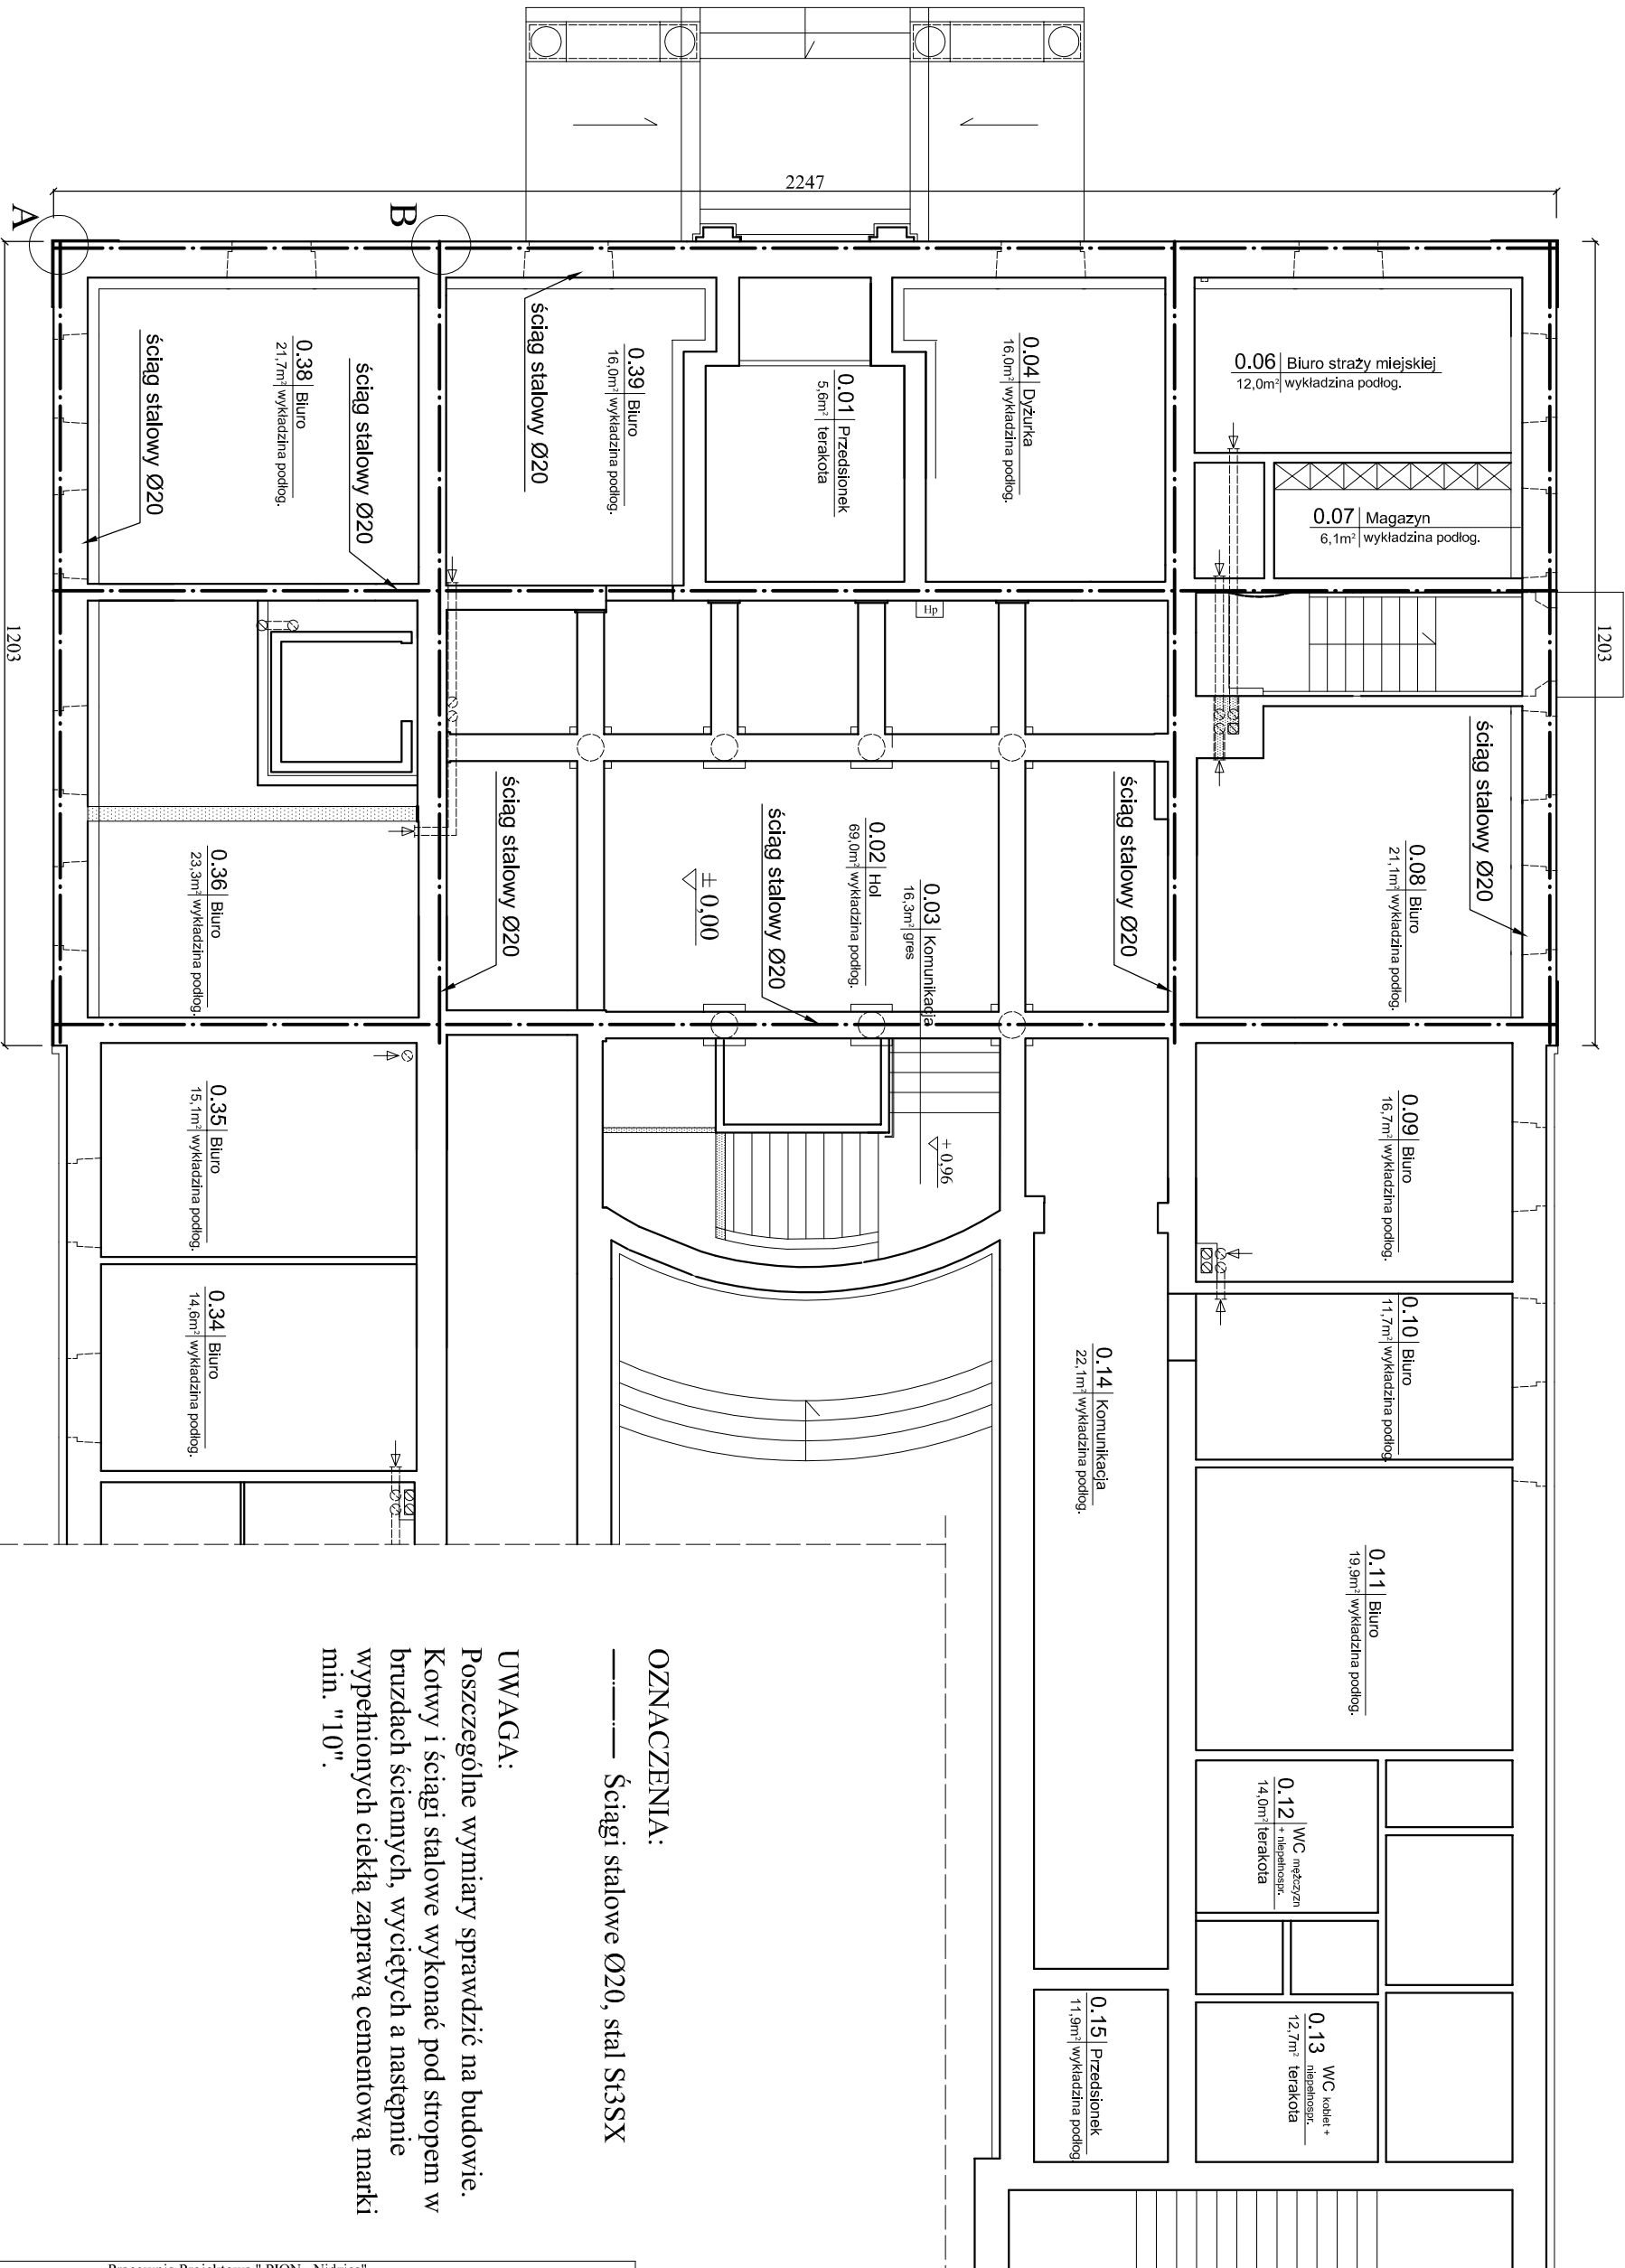 2247
1203
1203
A
B
0.06 Biuro straży miejskiej
12,0m² wykładzina podłog.
0.07 Magazyn
6,1m² wykładzina podłog.
0.04 Dyżurka
16,0m² wykładzina podłog.
0.01 Przedsionek
5,6m² terakota
0.39 Biuro
16,0m² wykładzina podłog.
ściąg stalowy Ø20
0.38 Biuro
21,7m² wykładzina podłog.
ściąg stalowy Ø20
ściąg stalowy Ø20
Hp
ściąg stalowy Ø20
0.08 Biuro
21,1m² wykładzina podłog.
ściąg stalowy Ø20
0.03 Komunikacja
16,3m² gres
0.02 Hol
69,0m² wykładzina podłog.
ściąg stalowy Ø20
± 0,00
ściąg stalowy Ø20
0.36 Biuro
23,3m² wykładzina podłog.
+ 0,96
0.09 Biuro
16,7m² wykładzina podłog.
0.35 Biuro
15,1m² wykładzina podłog.
0.10 Biuro
11,7m² wykładzina podłog.
0.34 Biuro
14,6m² wykładzina podłog.
0.14 Komunikacja
22,1m² wykładzina podłog.
0.11 Biuro
19,9m² wykładzina podłog.
0.12 WC mężczyzn
+ niepełnospr.
14,0m² terakota
0.13 WC kobiet +
niepełnospr.
12,7m² terakota
0.15 Przedsionek
11,9m² wykładzina podłog.
OZNACZENIA:
Ściągi stalowe Ø20, stal St3SX
UWAGA:
Poszczególne wymiary sprawdzić na budowie.
Kotwy i ściągi stalowe wykonać pod stropem w
bruzdach ściennych, wyciętych a następnie
wypełnionych ciekłą zaprawą cementową marki
min. "10".
Pracownia Projektowa " PION - Nidzica"